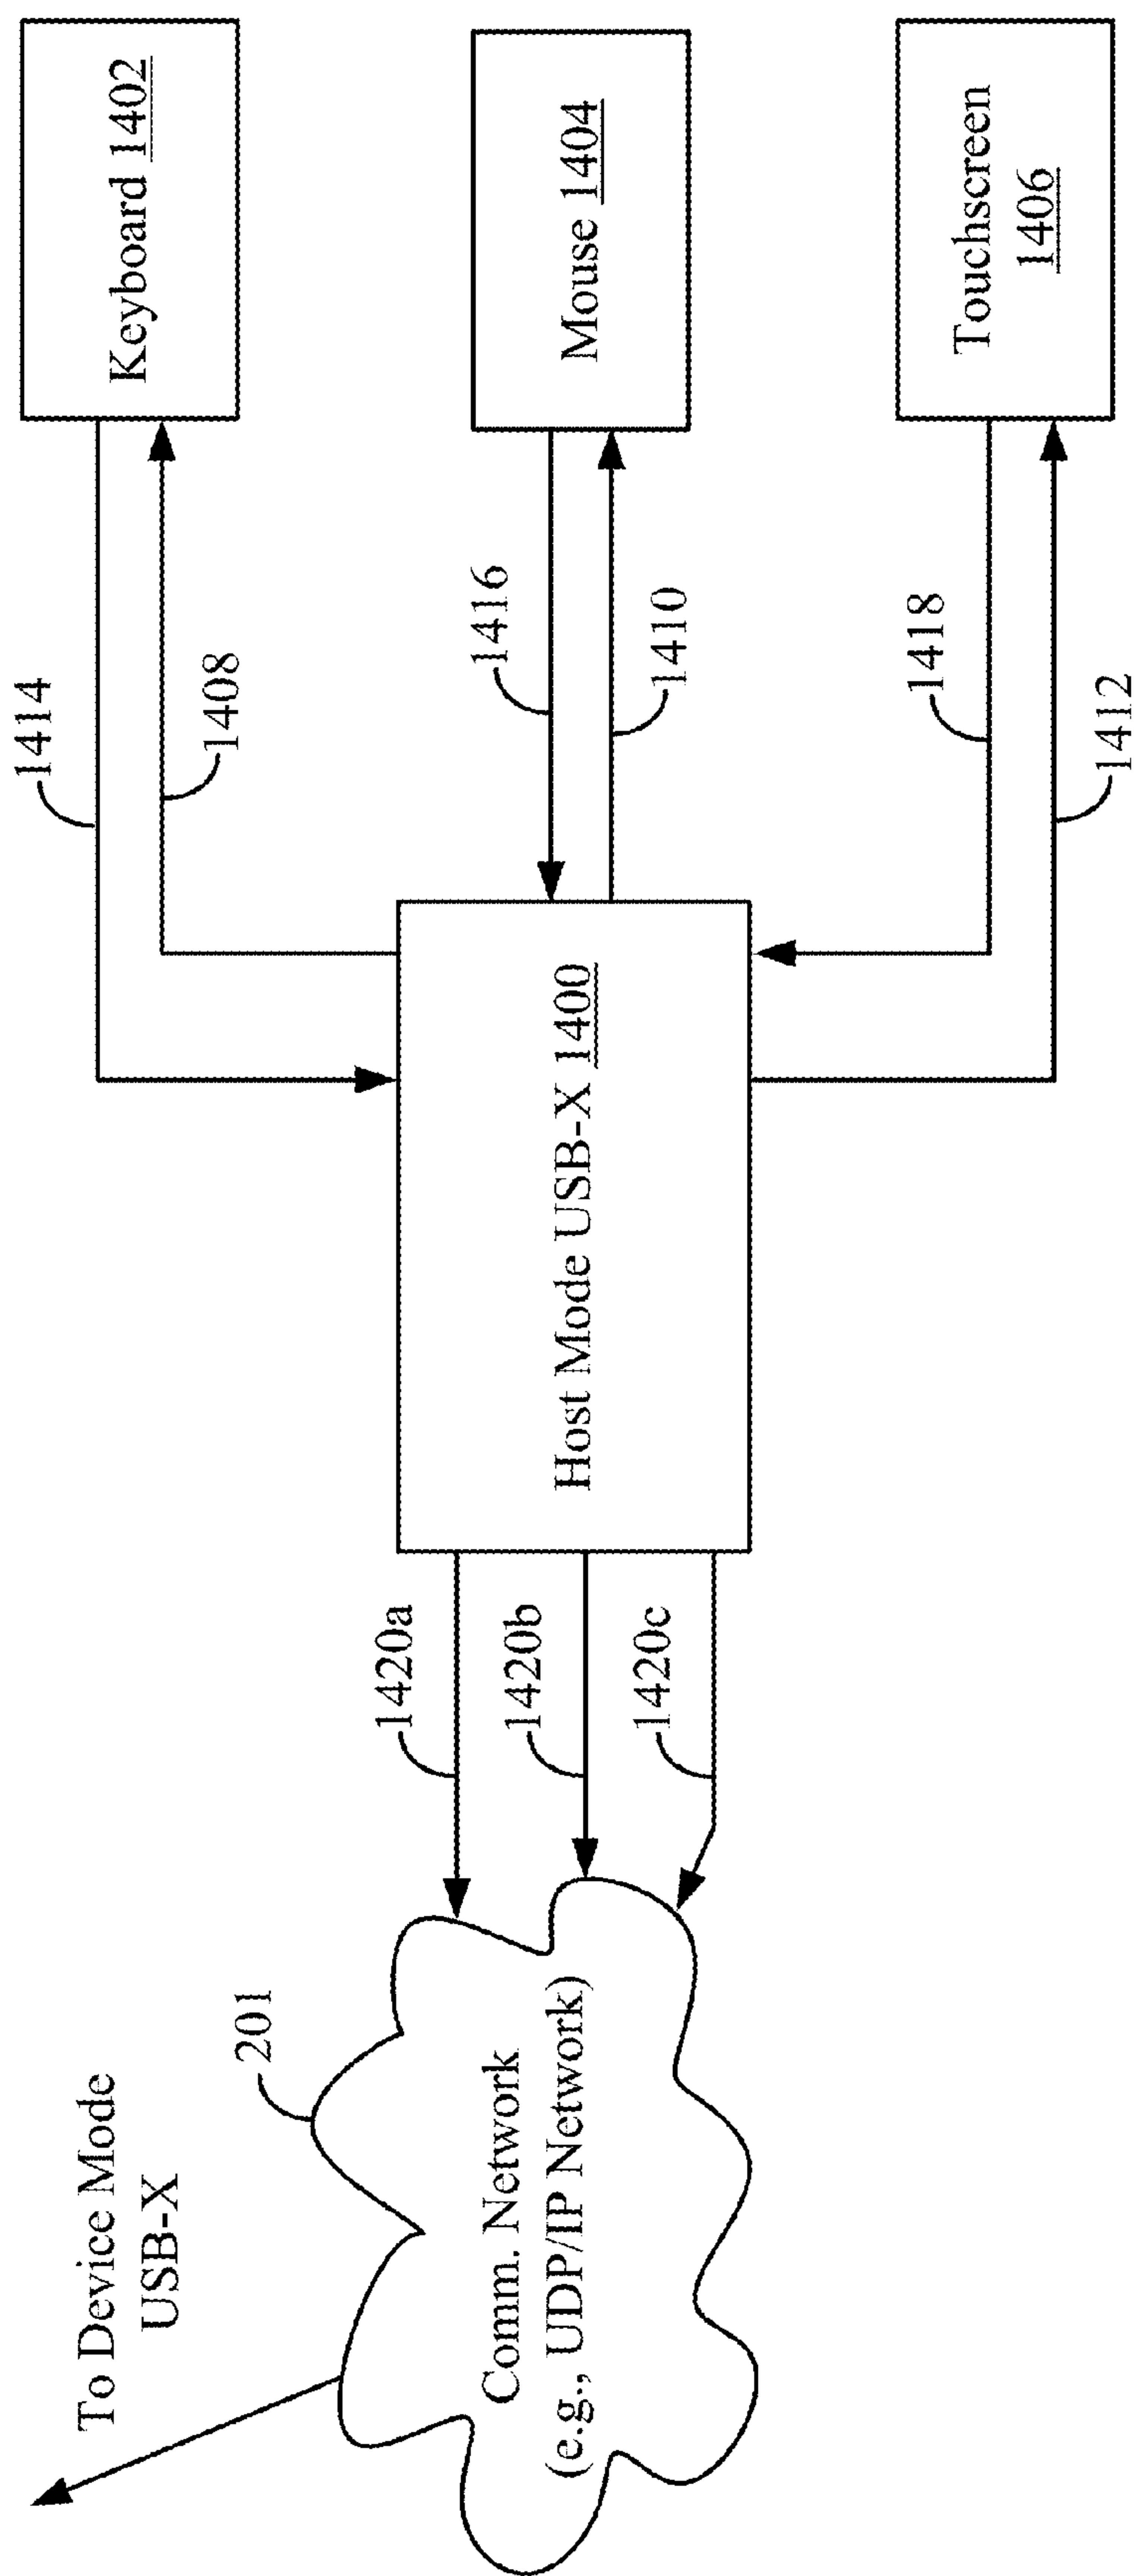 To Device Mode
USB-X
201
Comm. Network
(e.g., UDP/IP Network)
1420a
1420b
1420c
Host Mode USB-X 1400
1414
1408
1416
1410
1418
1412
Keyboard 1402
Mouse 1404
Touchscreen
1406